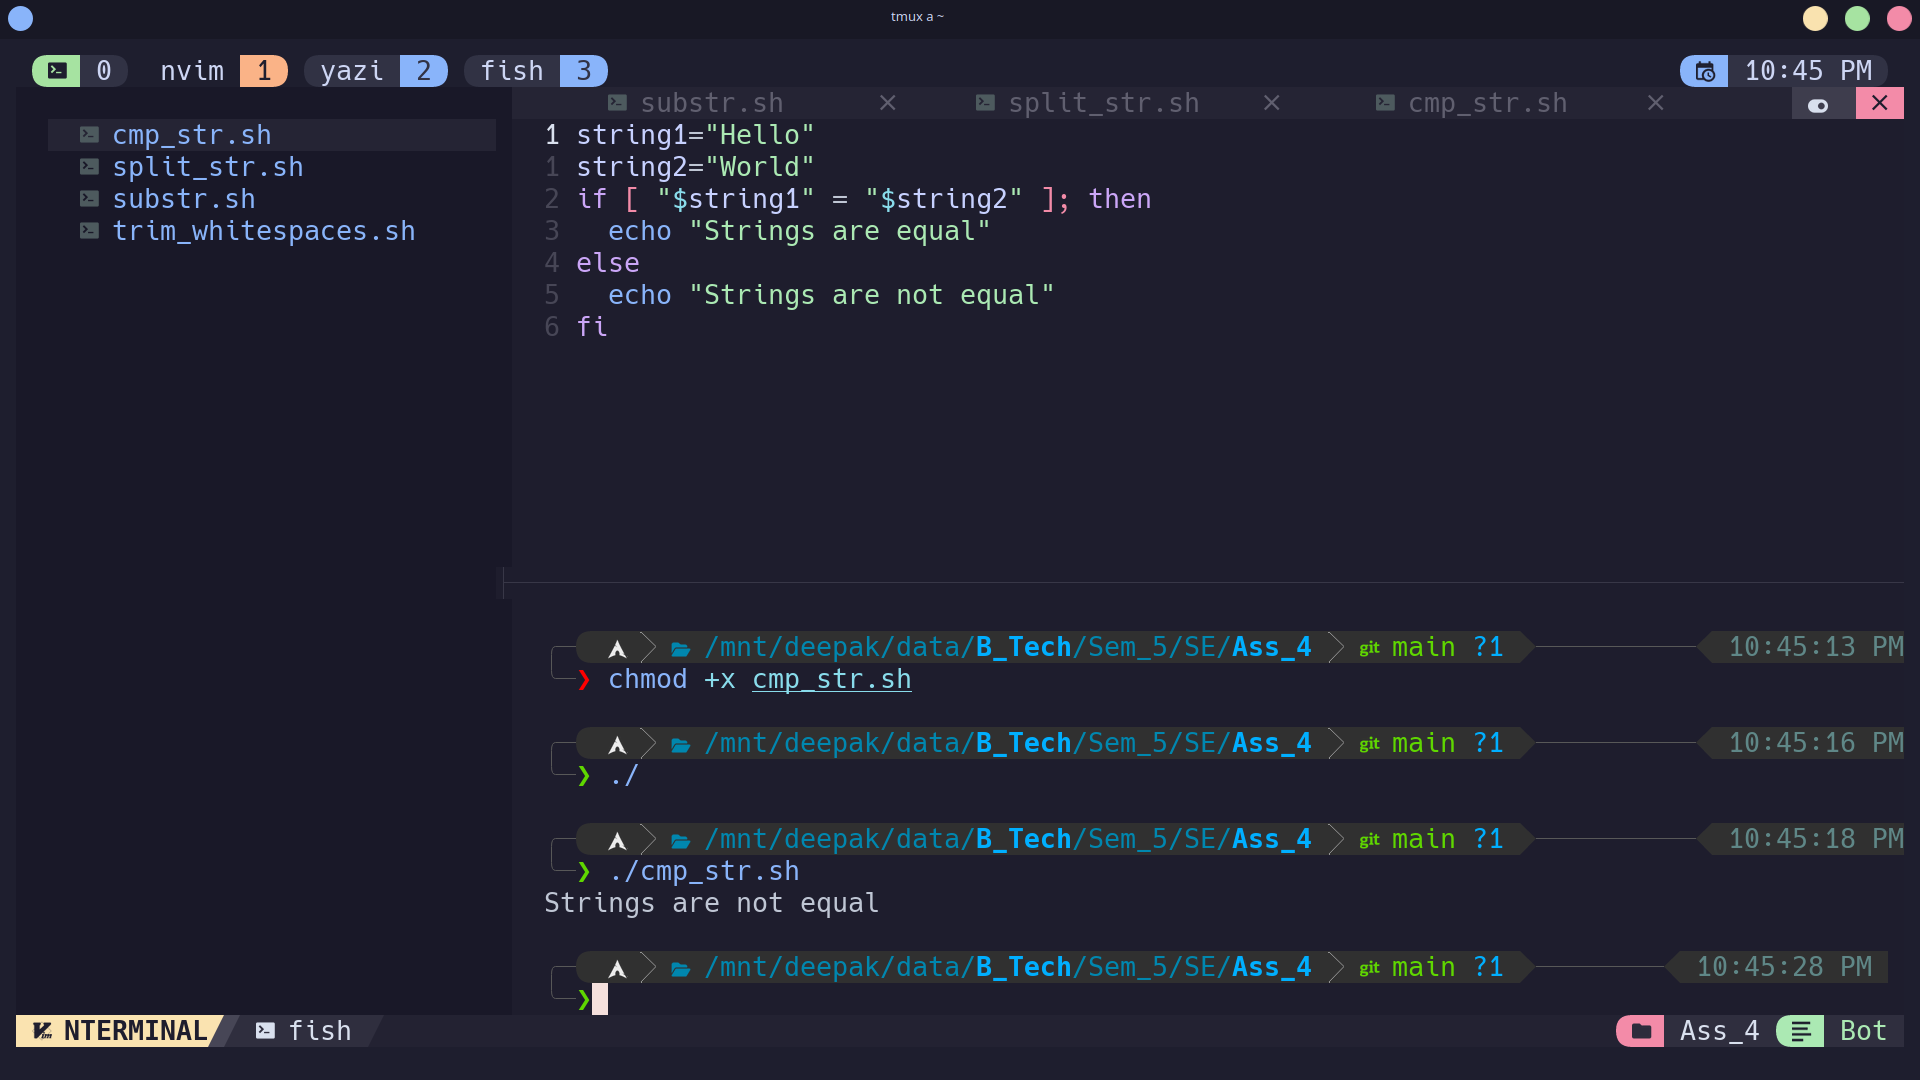 tmux a ~
0 nvim 1 yazi 2 fish 3 10:45 PM
substr.sh split_str.sh cmp_str.sh
cmp_str.sh
split_str.sh
substr.sh
trim_whitespaces.sh
1 string1="Hello"
1 string2="World"
2 if [ "$string1" = "$string2" ]; then
3   echo "Strings are equal"
4 else
5   echo "Strings are not equal"
6 fi
/mnt/deepak/data/B_Tech/Sem_5/SE/Ass_4 git main ?1 10:45:13 PM
❯ chmod +x cmp_str.sh
/mnt/deepak/data/B_Tech/Sem_5/SE/Ass_4 git main ?1 10:45:16 PM
❯ ./
/mnt/deepak/data/B_Tech/Sem_5/SE/Ass_4 git main ?1 10:45:18 PM
❯ ./cmp_str.sh
Strings are not equal
/mnt/deepak/data/B_Tech/Sem_5/SE/Ass_4 git main ?1 10:45:28 PM
❯
NTERMINAL fish Ass_4 Bot